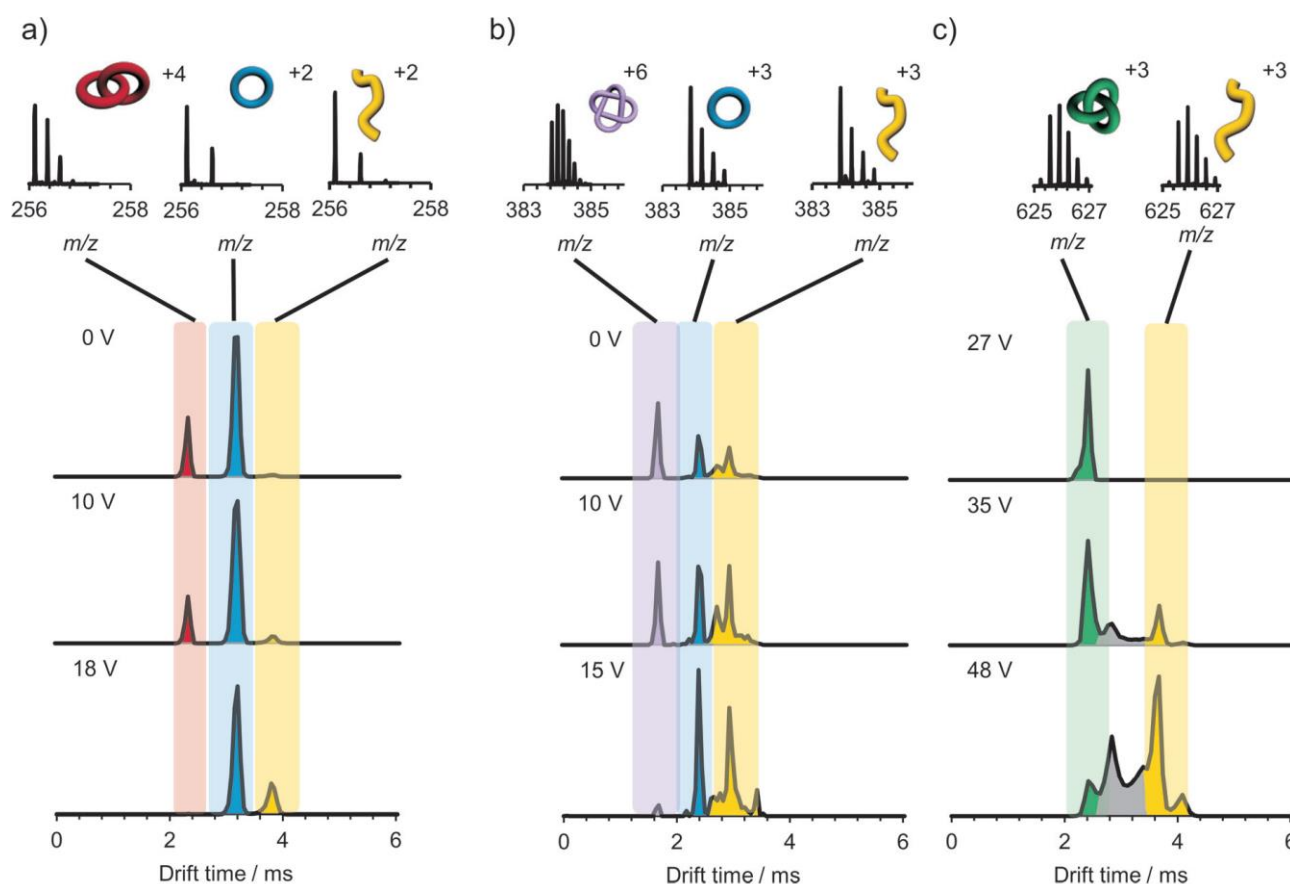 a)
+4
+2
+2
256
258
256
258
256
258
m/z
m/z
m/z
0 V
10 V
18 V
0
2
4
6
Drift time / ms
b)
+6
+3
+3
383
385
383
385
383
385
m/z
m/z
m/z
0 V
10 V
15 V
0
2
4
6
Drift time / ms
c)
+3
+3
625
627
625
627
m/z
m/z
27 V
35 V
48 V
0
2
4
6
Drift time / ms